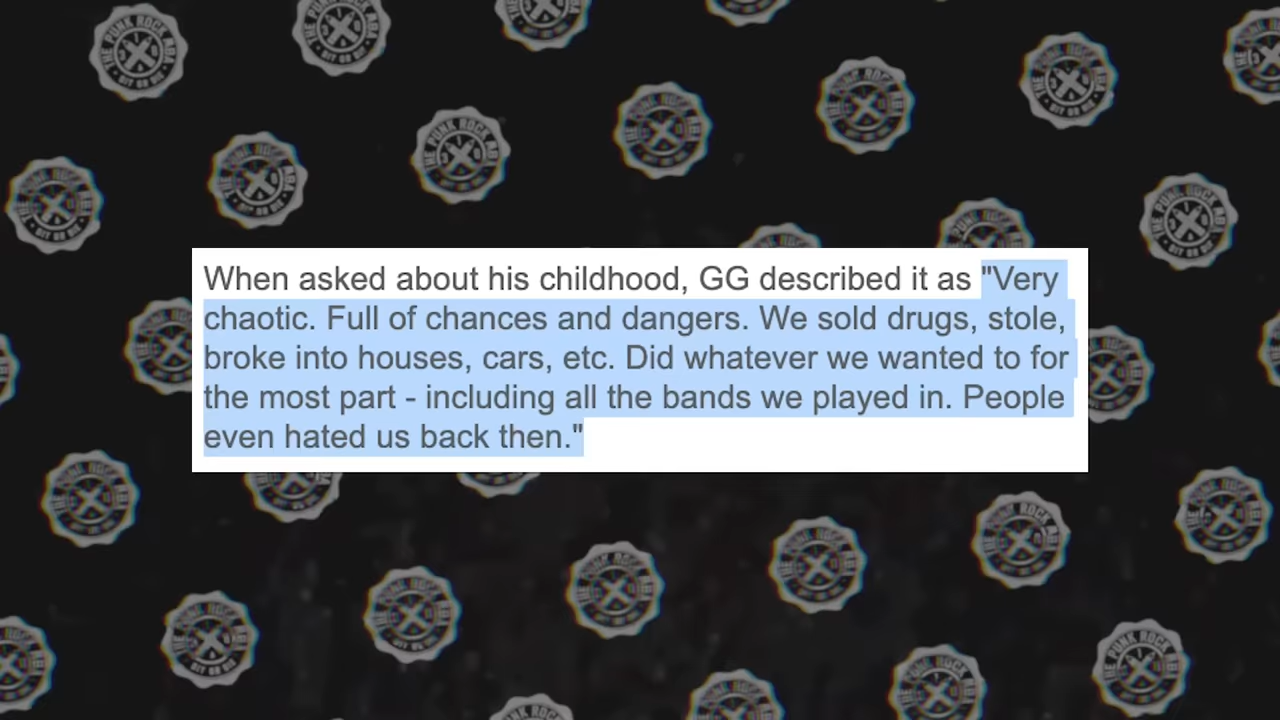 When asked about his childhood, GG described it as "Very
chaotic. Full of chances and dangers. We sold drugs, stole,
broke into houses, cars, etc. Did whatever we wanted to for
the most part - including all the bands we played in. People
even hated us back then."